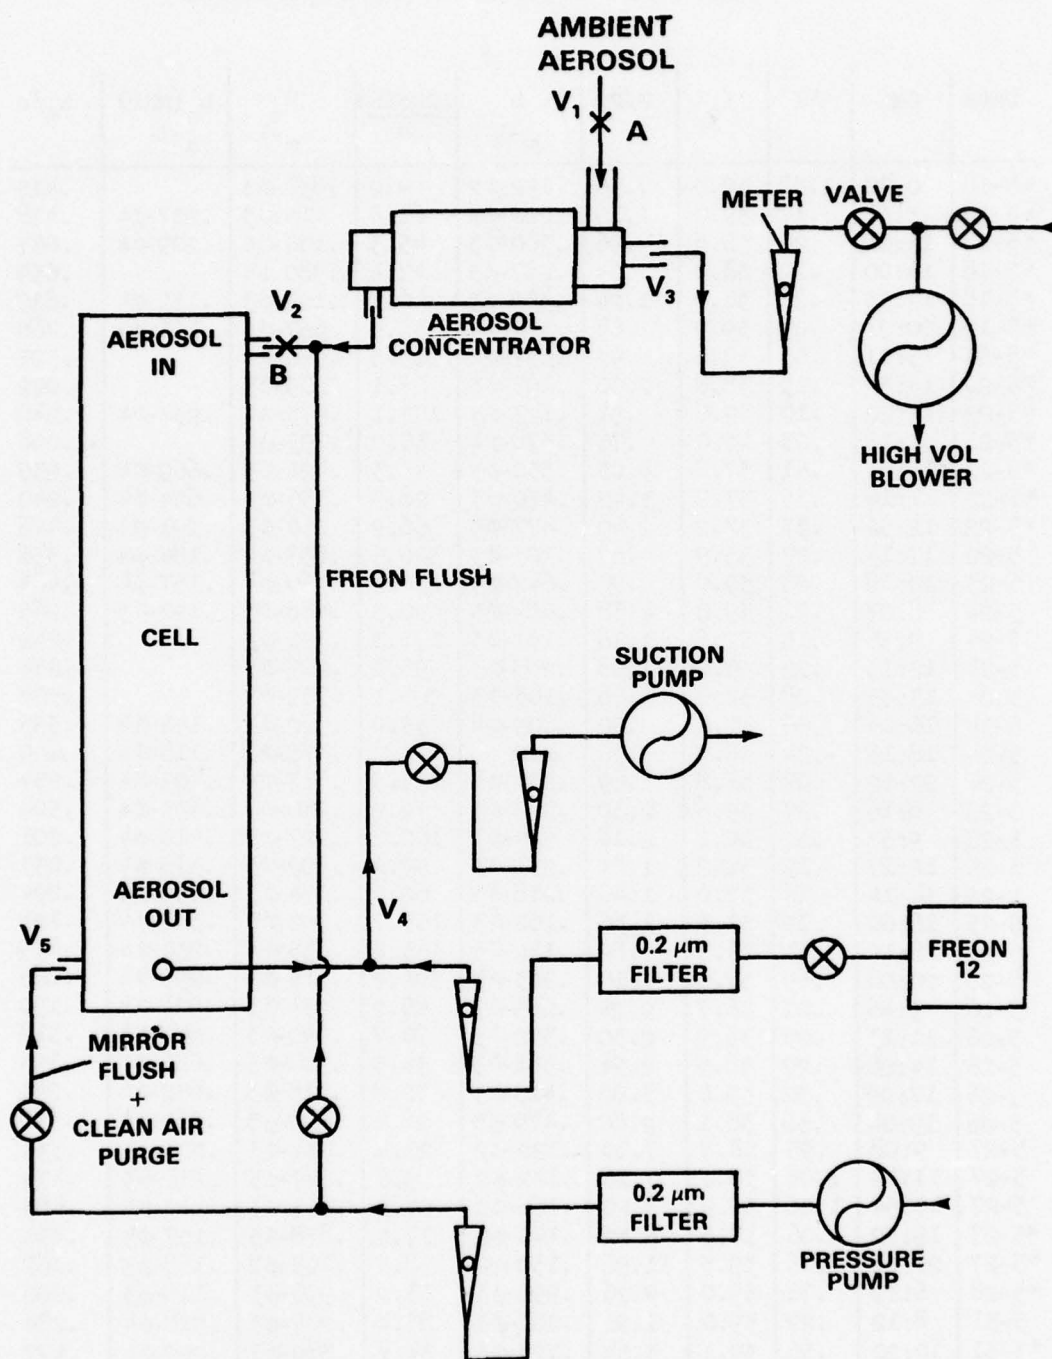 AMBIENT
AEROSOL
V1
A
METER
VALVE
V3
V2
AEROSOL
CONCENTRATOR
AEROSOL
IN
B
HIGH VOL
BLOWER
FREON FLUSH
CELL
SUCTION
PUMP
AEROSOL
OUT
V4
V5
0.2 μm
FILTER
FREON
12
MIRROR
FLUSH
+
CLEAN AIR
PURGE
0.2 μm
FILTER
PRESSURE
PUMP